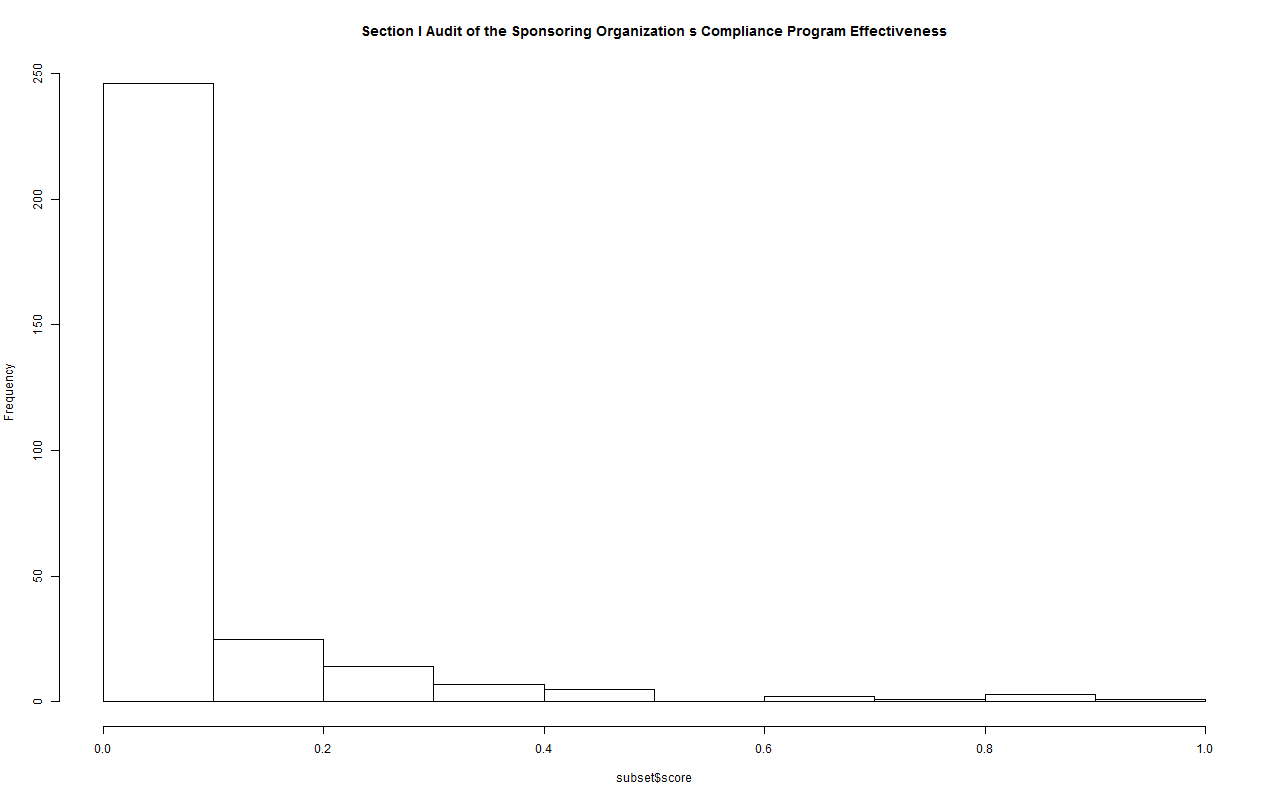 Section I Audit of the Sponsoring Organization s Compliance Program Effectiveness
250
200
150
100
50
0
Frequency
0.0 0.2 0.4 0.6 0.8 1.0
subset$score